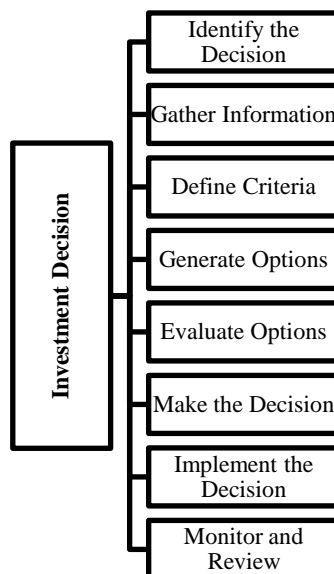 Investment Decision
Identify the
Decision
Gather Information
Define Criteria
Generate Options
Evaluate Options
Make the Decision
Implement the
Decision
Monitor and
Review